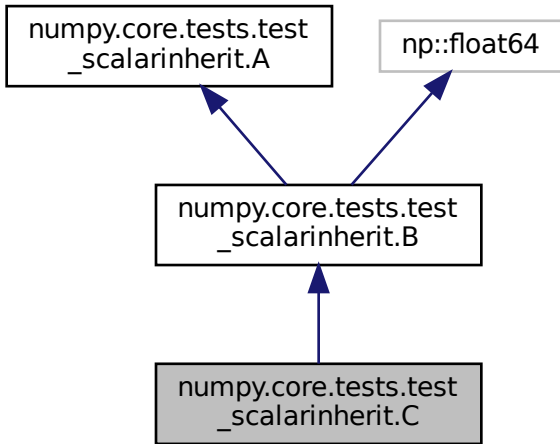 numpy.core.tests.test
_scalarinherit.A
np::float64
numpy.core.tests.test
_scalarinherit.B
numpy.core.tests.test
_scalarinherit.C